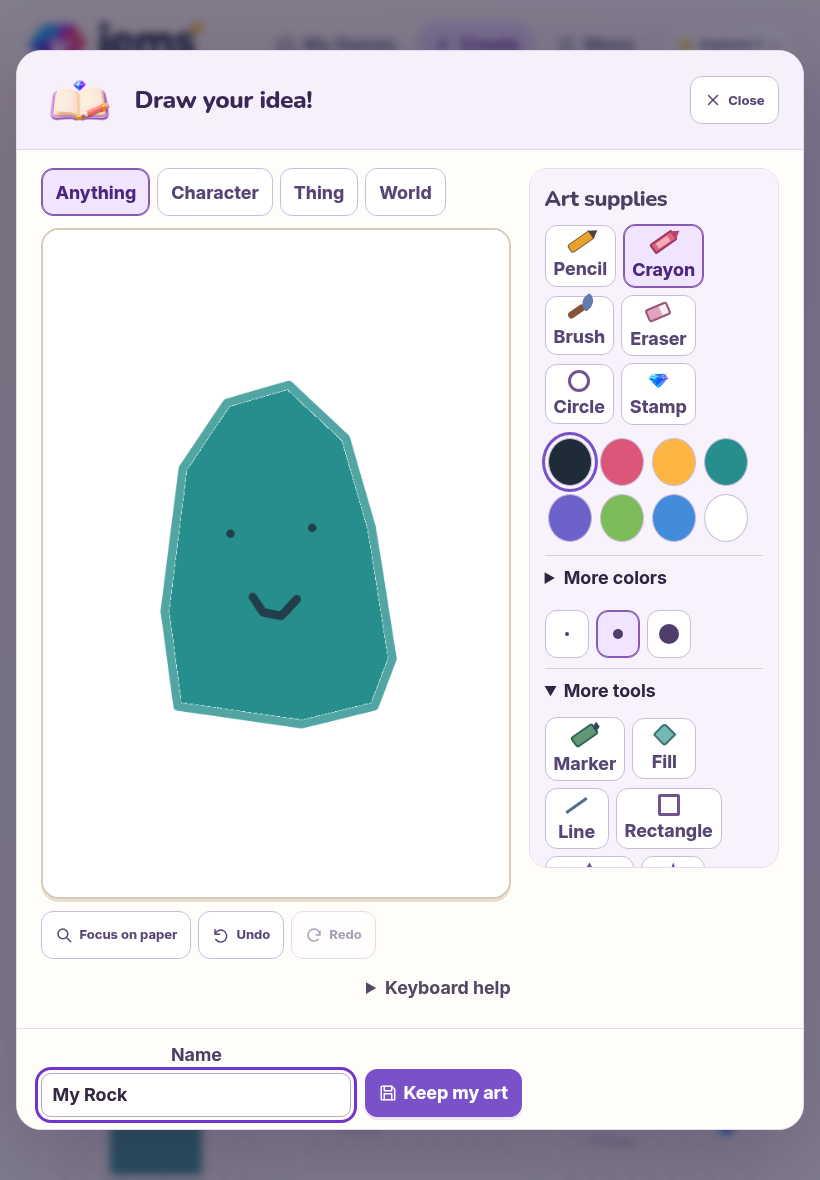 Draw your idea!
Close
Anything
Character
Thing
World
Art supplies
Pencil
Crayon
Brush
Eraser
Circle
Stamp
More colors
More tools
Marker
Fill
Line
Rectangle
Focus on paper
Undo
Redo
Keyboard help
Name
My Rock
Keep my art